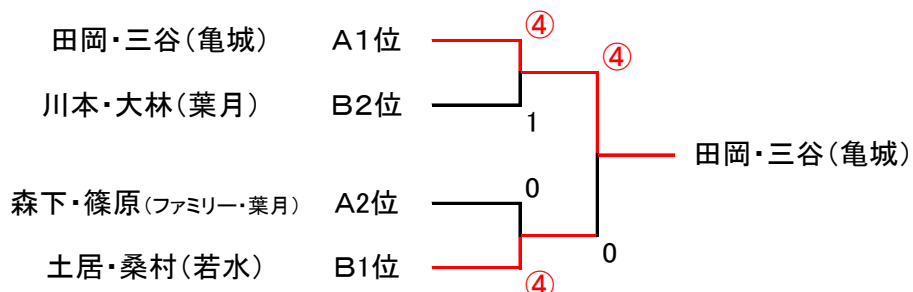 ④
田岡・三谷(亀城) A1位
④
川本・大林(葉月) B2位
1
田岡・三谷(亀城)
0
森下・篠原(ファミリー・葉月) A2位
0
土居・桑村(若水) B1位
④